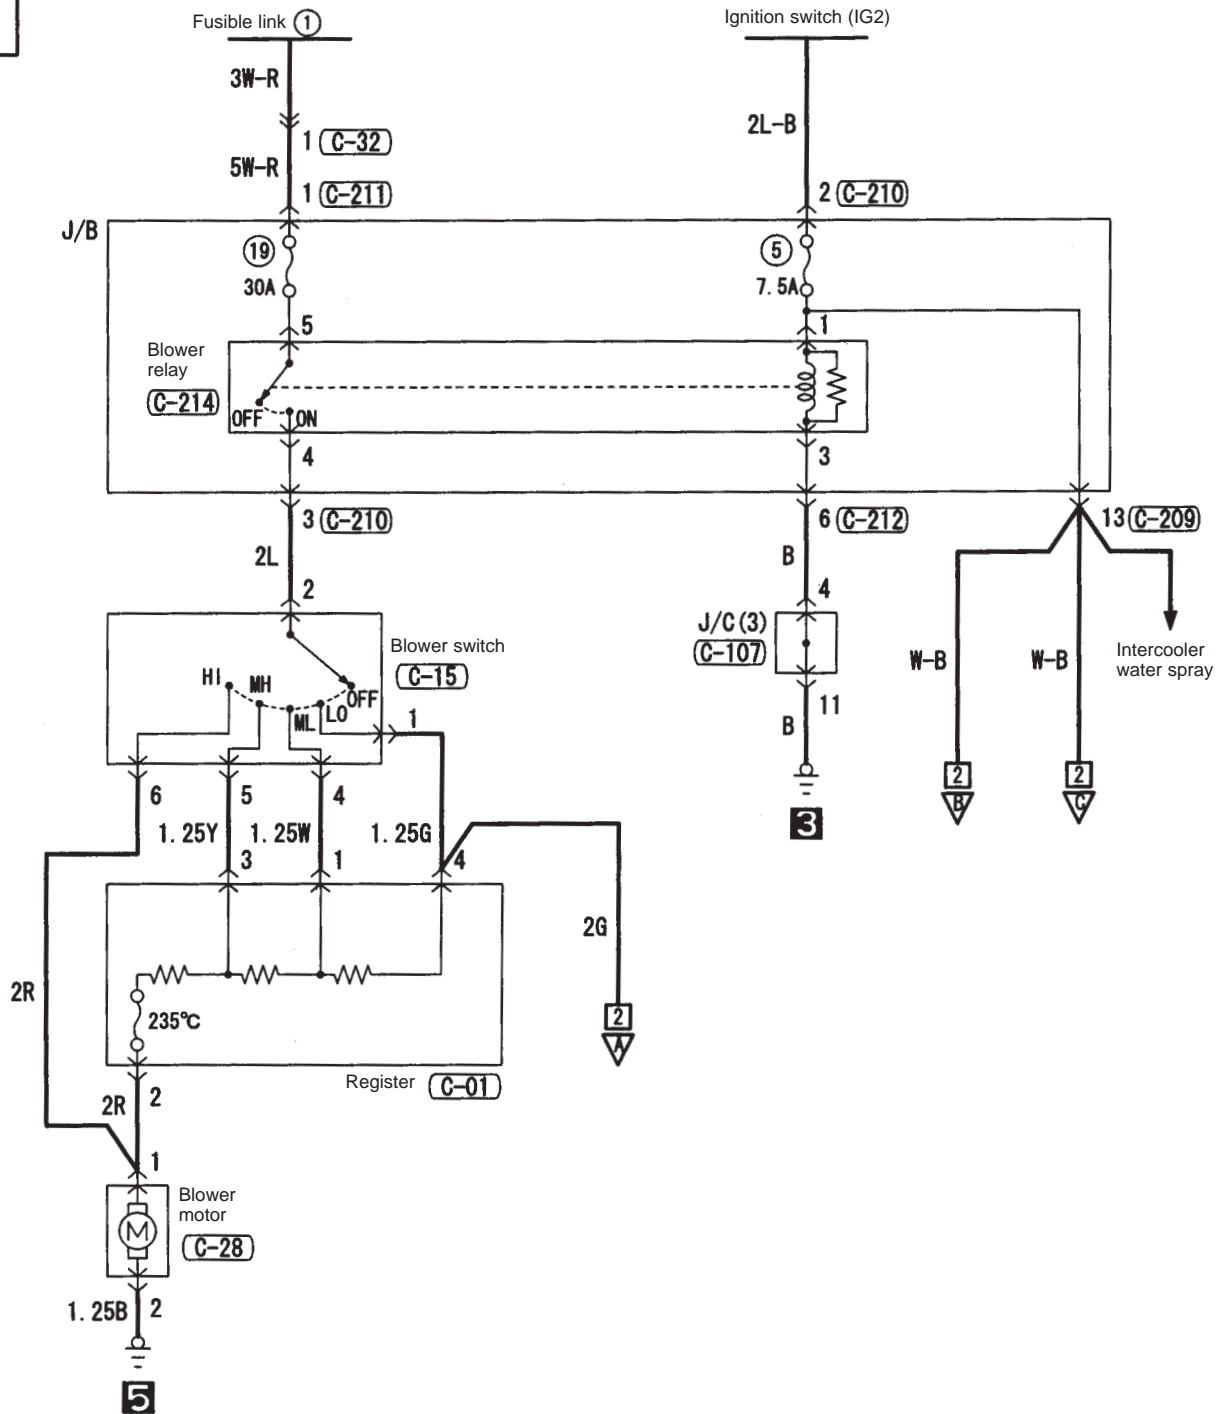 Fusible link 1
Ignition switch (IG2)
3W-R
2L-B
1 C-32
5W-R
1 C-211
2 C-210
J/B
19
30A
5
7.5A
5
1
Blower
relay
C-214
OFF
ON
4
3
3 C-210
6 C-212
13 C-209
2L
B
2
4
J/C(3)
C-107
Blower switch
C-15
HI
MH
ML
LO
OFF
1
11
B
W-B
W-B
Intercooler
water spray
2
B
2
C
3
6
5
4
1.25Y
1.25W
1.25G
3
1
4
2G
2
A
2R
235℃
Register C-01
2R
2
1
Blower
motor
M
C-28
1.25B
2
5